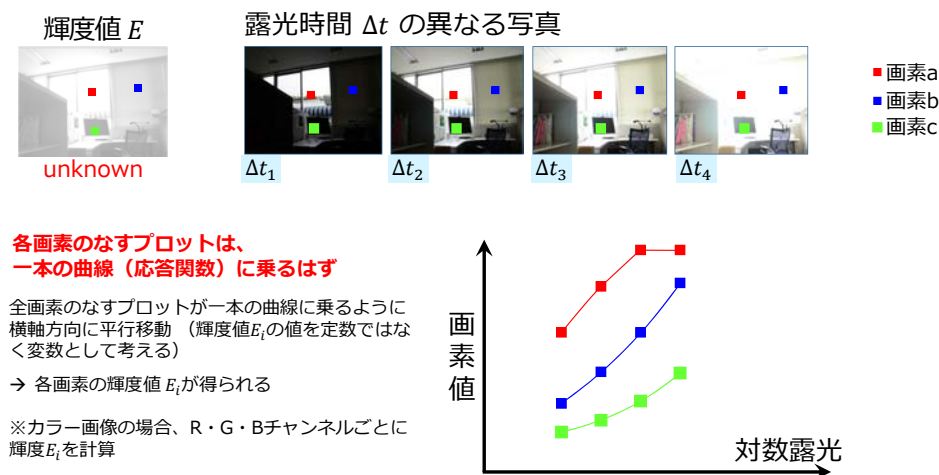 輝度値 E
露光時間 Δt の異なる写真
画素a
画素b
画素c
unknown
Δt₁
Δt₂
Δt₃
Δt₄
各画素のなすプロットは、
一本の曲線（応答関数）に乗るはず
全画素のなすプロットが一本の曲線に乗るように
横軸方向に平行移動 （輝度値Eᵢの値を定数ではな
く変数として考える）
→ 各画素の輝度値 Eᵢが得られる
※カラー画像の場合、R・G・Bチャンネルごとに
輝度Eᵢを計算
画素値
対数露光